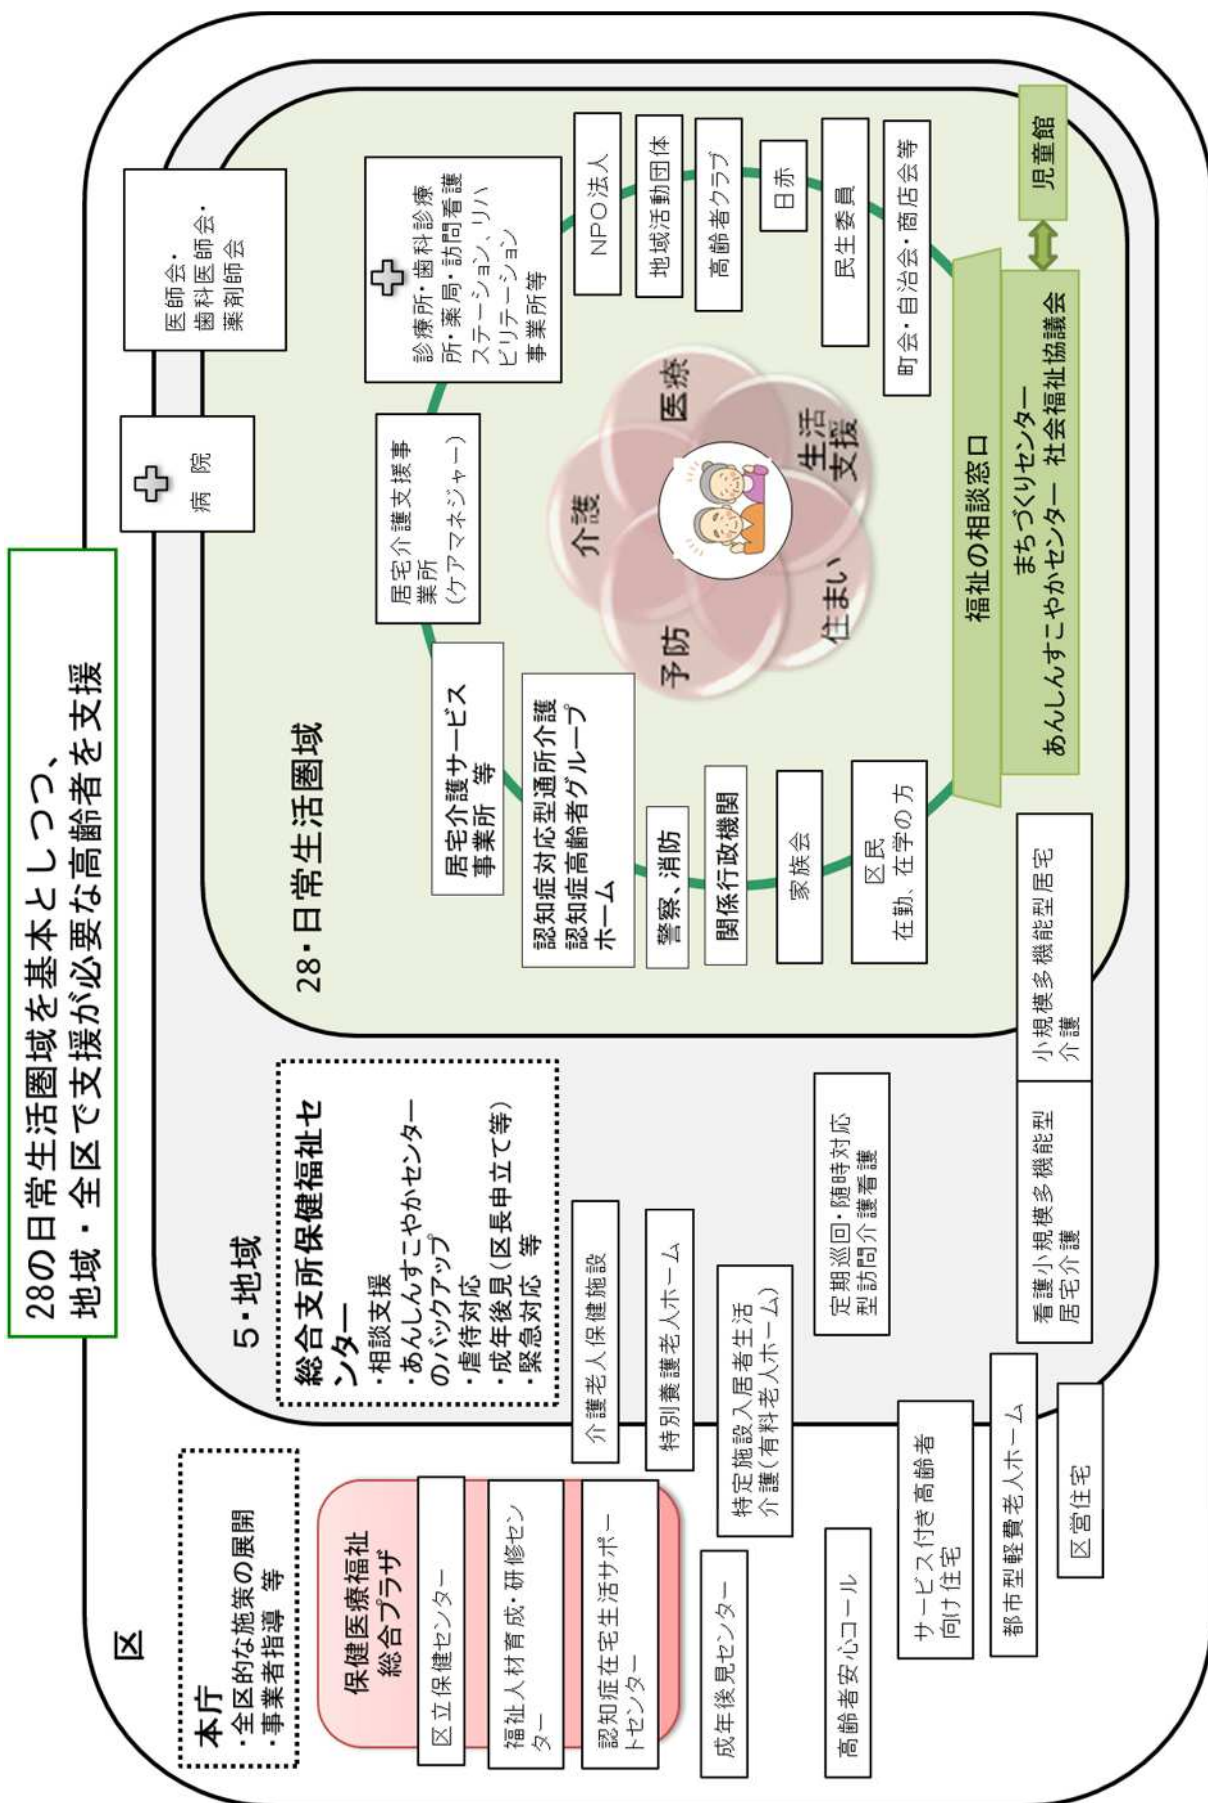 28の日常生活圏域を基本としつつ、
地域・全区で支援が必要な高齢者を支援
区
本庁
・全区的な施策の展開
・事業者指導　等
保健医療福祉
総合プラザ
区立保健センター
福祉人材育成・研修セン
ター
認知症在宅生活サポー
トセンター
成年後見センター
高齢者安心コール
サービス付き高齢者
向け住宅
都市型軽費老人ホーム
区営住宅
5・地域
総合支所保健福祉セ
ンター
・相談支援
・あんしんすこやかセンター
のバックアップ
・虐待対応
・成年後見（区長申立て等）
・緊急対応　等
介護老人保健施設
特別養護老人ホーム
特定施設入居者生活
介護（有料老人ホーム）
定期巡回・随時対応
型訪問介護看護
看護小規模多機能型
居宅介護
小規模多機能型居宅
介護
病　院
医師会・
歯科医師会・
薬剤師会
28・日常生活圏域
居宅介護サービス
事業所　等
居宅介護支援事
業所
（ケアマネジャー）
診療所・歯科診療
所・薬局・訪問看護
ステーション、リハ
ビリテーション
事業所等
認知症対応型通所介護
認知症高齢者グループ
ホーム
警察、消防
関係行政機関
家族会
区民
在勤、在学の方
介護
医療
予防
生活
支援
住まい
NPO法人
地域活動団体
高齢者クラブ
日赤
民生委員
町会・自治会・商店会等
福祉の相談窓口
まちづくりセンター
あんしんすこやかセンター　社会福祉協議会
児童館